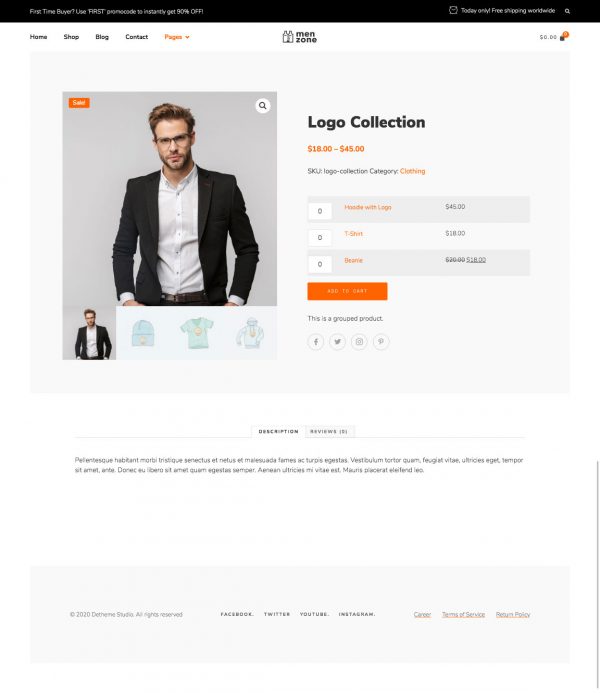 First Time Buyer? Use 'FIRST' promocode to instantly get 90% OFF!
Today only! Free shipping worldwide
Home Shop Blog Contact Pages
men
zone
$0.00 0
Sale!
Logo Collection
$18.00 – $45.00
SKU: logo-collection Category: Clothing
0 Hoodie with Logo $45.00
0 T-Shirt $18.00
0 Beanie $20.00 $18.00
ADD TO CART
This is a grouped product.
DESCRIPTION REVIEWS (0)
Pellentesque habitant morbi tristique senectus et netus et malesuada fames ac turpis egestas. Vestibulum tortor quam, feugiat vitae, ultricies eget, tempor
sit amet, ante. Donec eu libero sit amet quam egestas semper. Aenean ultricies mi vitae est. Mauris placerat eleifend leo.
© 2020 Detheme Studio. All rights reserved
FACEBOOK. TWITTER YOUTUBE. INSTAGRAM.
Career Terms of Service Return Policy